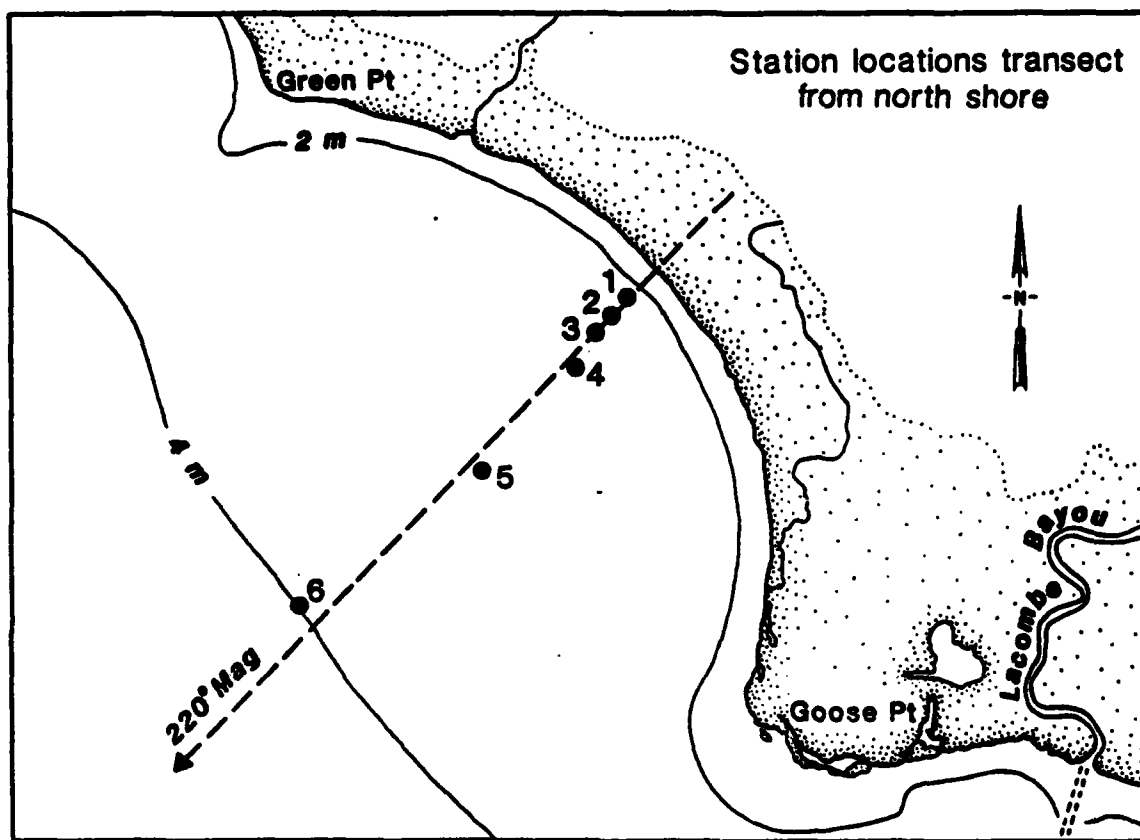 Station locations transect
from north shore
Green Pt
2 m
1
2
3
4
5
4 m
6
220° Mag
-N-
Bayou
Lacombe
Goose Pt